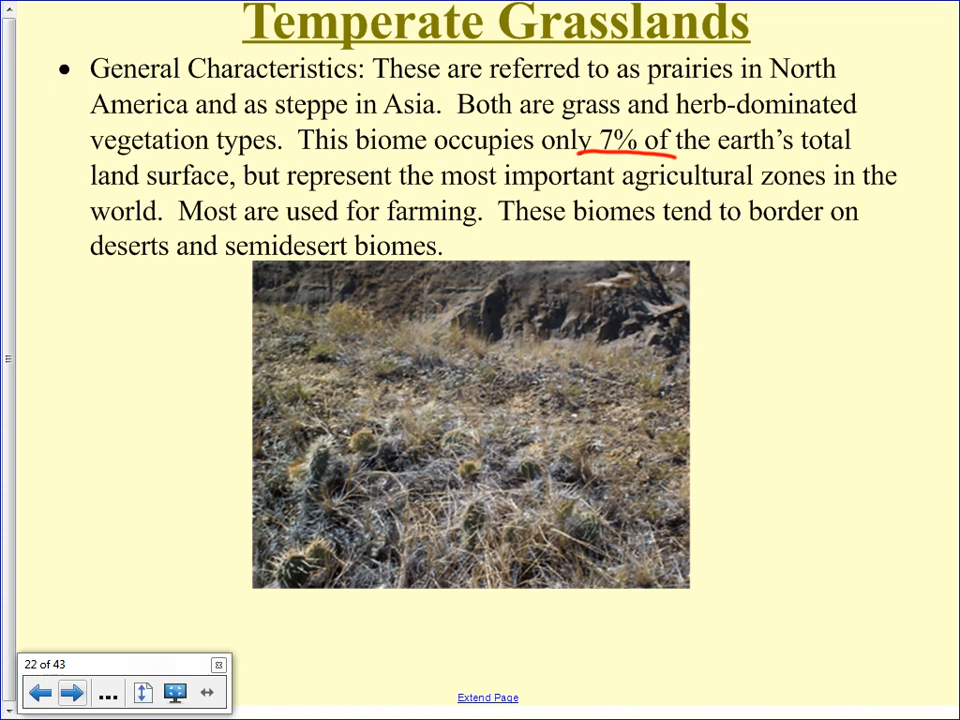 Temperate Grasslands
• General Characteristics: These are referred to as prairies in North
America and as steppe in Asia. Both are grass and herb-dominated
vegetation types. This biome occupies only 7% of the earth's total
land surface, but represent the most important agricultural zones in the
world. Most are used for farming. These biomes tend to border on
deserts and semidesert biomes.
22 of 43
Extend Page